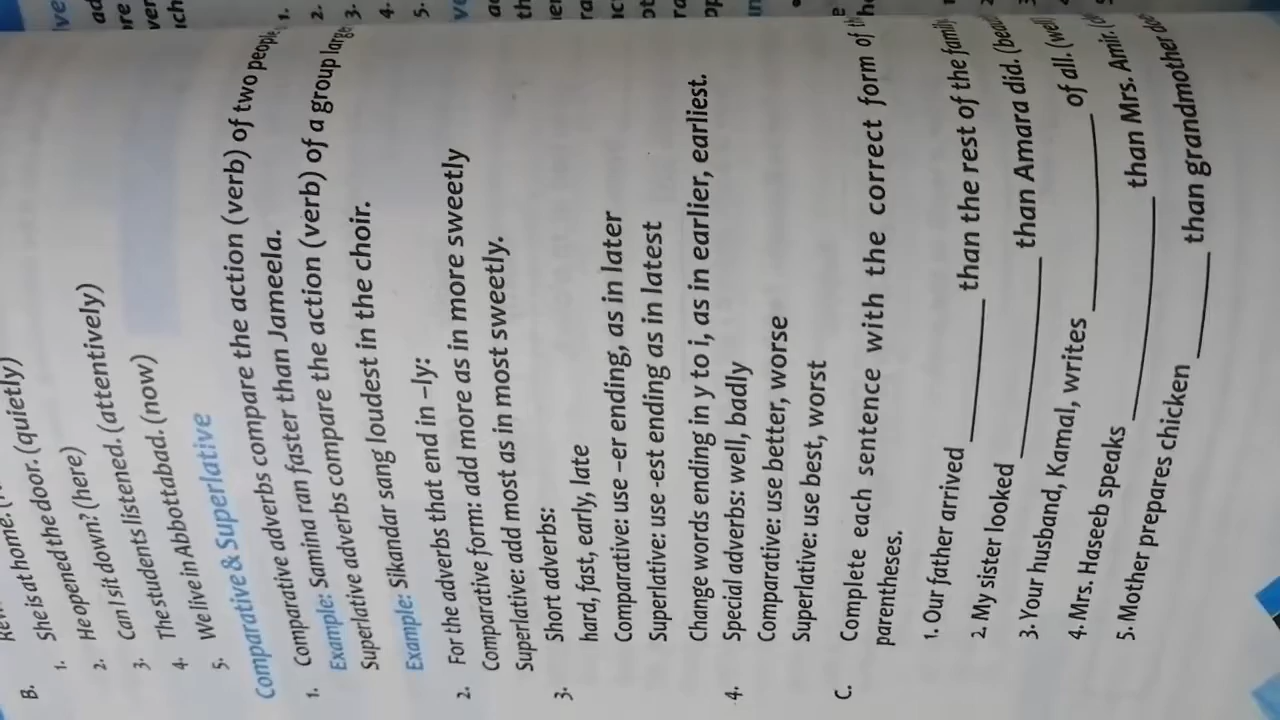 B. She is at home. (
1. She opened the door. (quietly)
2. He opened? (here)
3. Can I sit down? (attentively)
4. The students listened. (now)
5. We live in Abbottabad.
Comparative & Superlative
1. Comparative adverbs compare the action (verb) of two people,
Example: Samina ran faster than Jameela.
Superlative adverbs compare the action (verb) of a group large
Example: Sikandar sang loudest in the choir.
2. For the adverbs that end in –ly:
Comparative form: add more as in more sweetly
Superlative: add most as in most sweetly.
3. Short adverbs:
hard, fast, early, late
Comparative: use –er ending, as in later
Superlative: use -est ending as in latest
Change words ending in y to i, as in earlier, earliest.
4. Special adverbs: well, badly
Comparative: use better, worse
Superlative: use best, worst
C. Complete each sentence with the correct form of
parentheses.
1. Our father arrived ________ than the rest of the family
2. My sister looked ________ than Amara did.
3. Your husband, Kamal, writes ________ of all. (well
4. Mrs. Haseeb speaks ________ than Mrs. Amir.
5. Mother prepares chicken ________ than grandmother